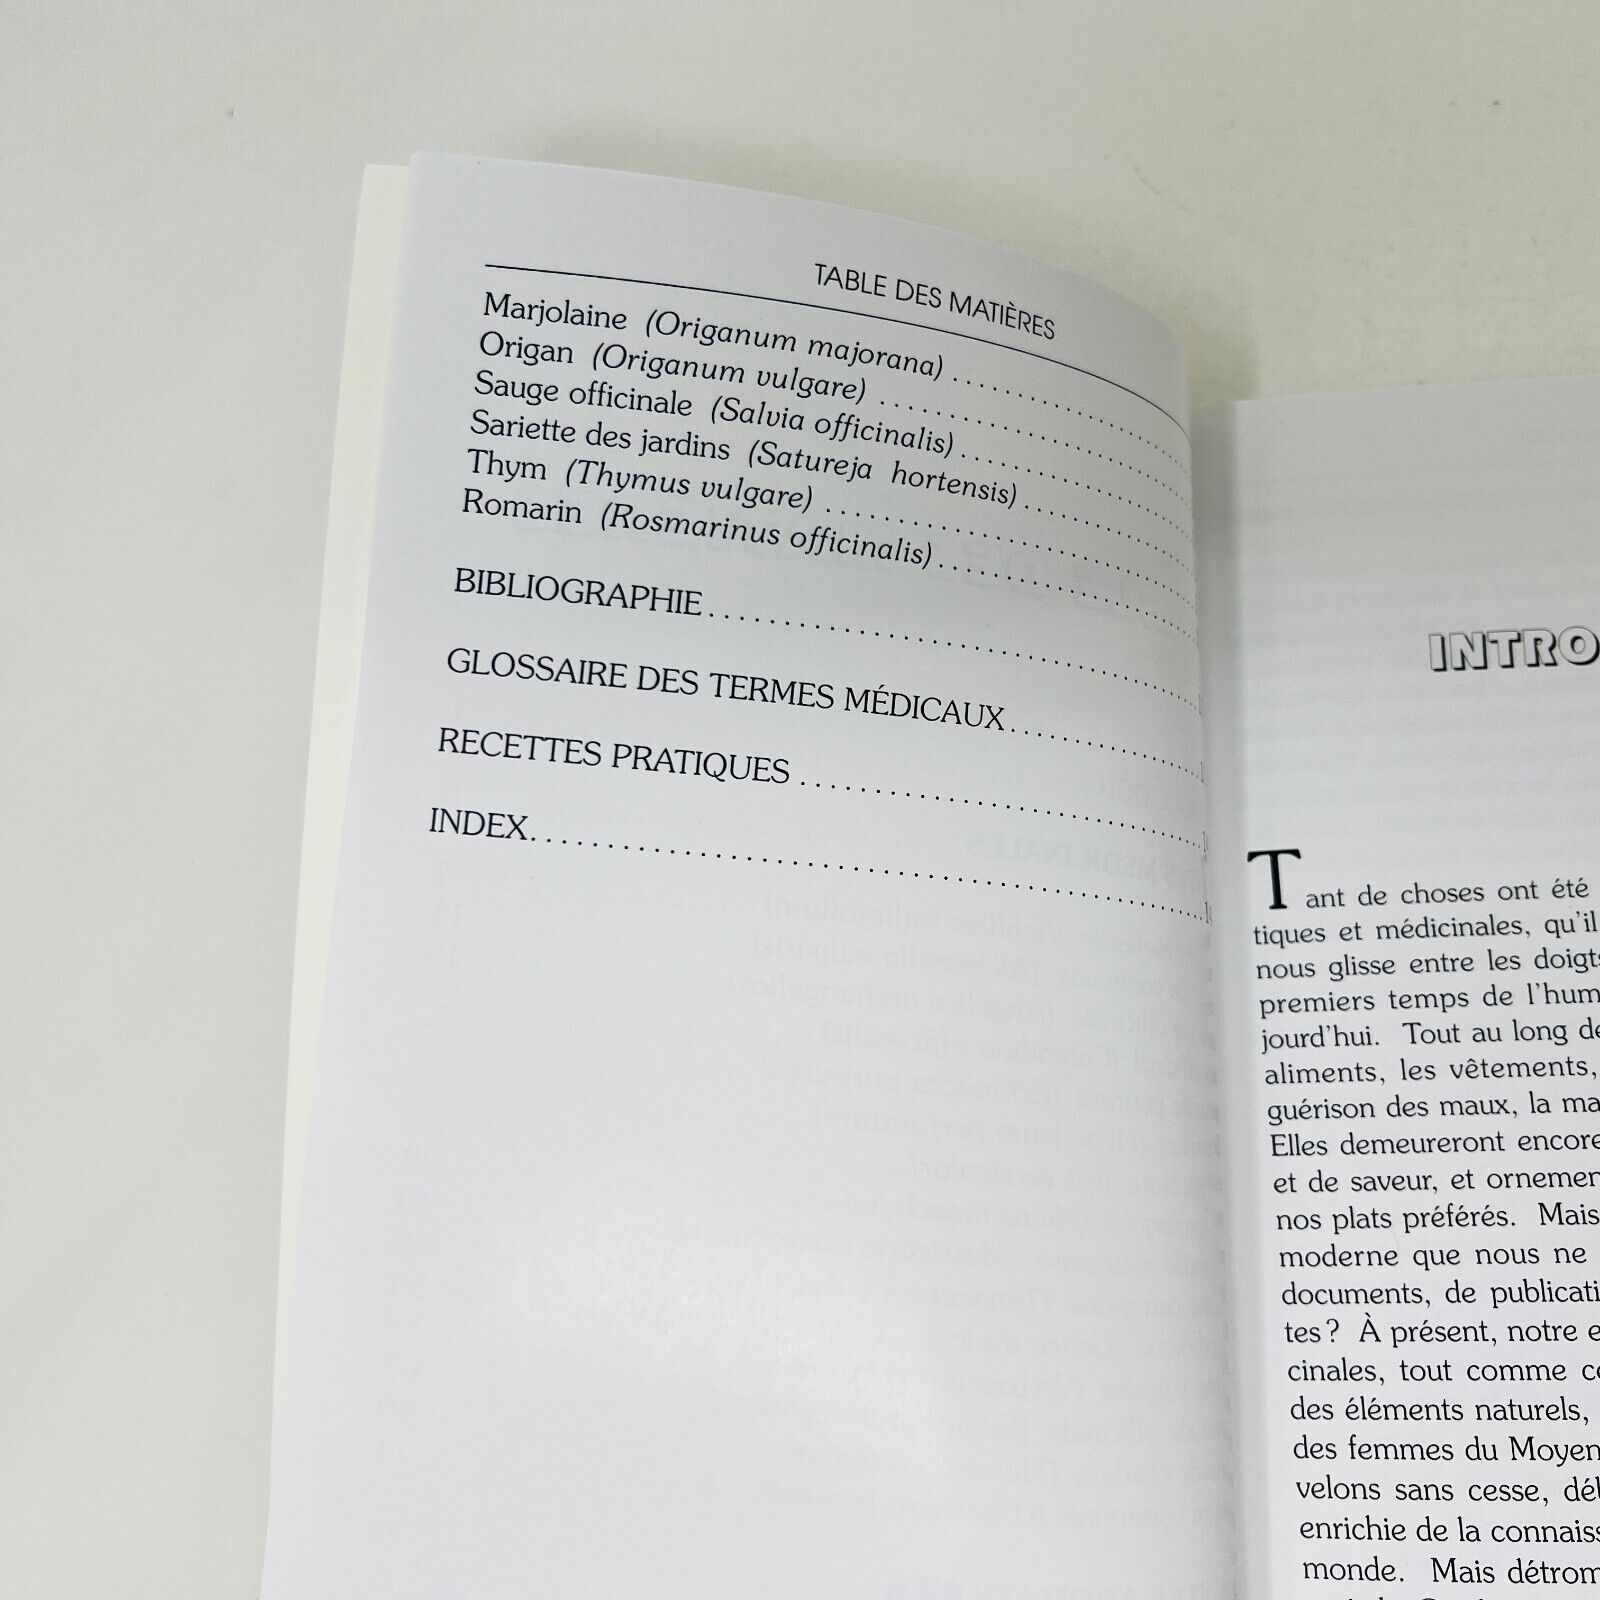 TABLE DES MATIÈRES
Marjolaine (Origanum majorana) ........................
Origan (Origanum vulgare) ........................
Sauge officinale (Salvia officinalis) ........................
Sariette des jardins (Satureja hortensis) ........................
Thym (Thymus vulgare) ........................
Romarin (Rosmarinus officinalis) ........................
BIBLIOGRAPHIE ........................
GLOSSAIRE DES TERMES MÉDICAUX ........................
RECETTES PRATIQUES ........................
INDEX ........................
INTRO
Tant de choses ont été
tiques et médicinales, qu'il
nous glisse entre les doigts
premiers temps de l'hum
jourd'hui. Tout au long de
aliments, les vêtements,
guérison des maux, la ma
Elles demeureront encore
et de saveur, et ornemen
nos plats préférés. Mais
moderne que nous ne
documents, de publicati
tes? À présent, notre e
cinales, tout comme ce
des éléments naturels,
des femmes du Moyen
velons sans cesse, dél
enrichie de la connaiss
monde. Mais détrom